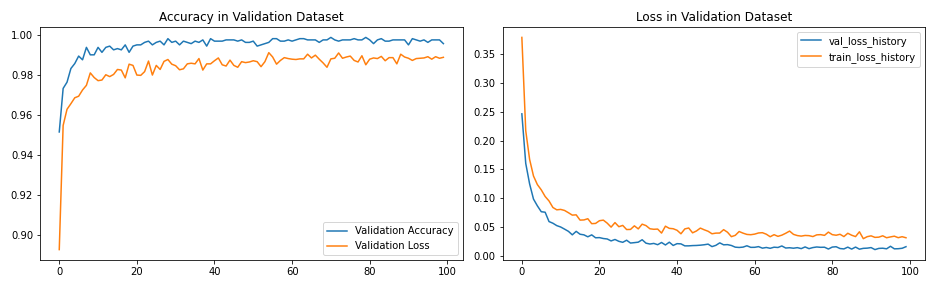 Accuracy in Validation Dataset
1.00
0.98
0.96
0.94
0.92
0.90
0 20 40 60 80 100
Validation Accuracy
Validation Loss
Loss in Validation Dataset
0.35
0.30
0.25
0.20
0.15
0.10
0.05
0.00
0 20 40 60 80 100
val_loss_history
train_loss_history